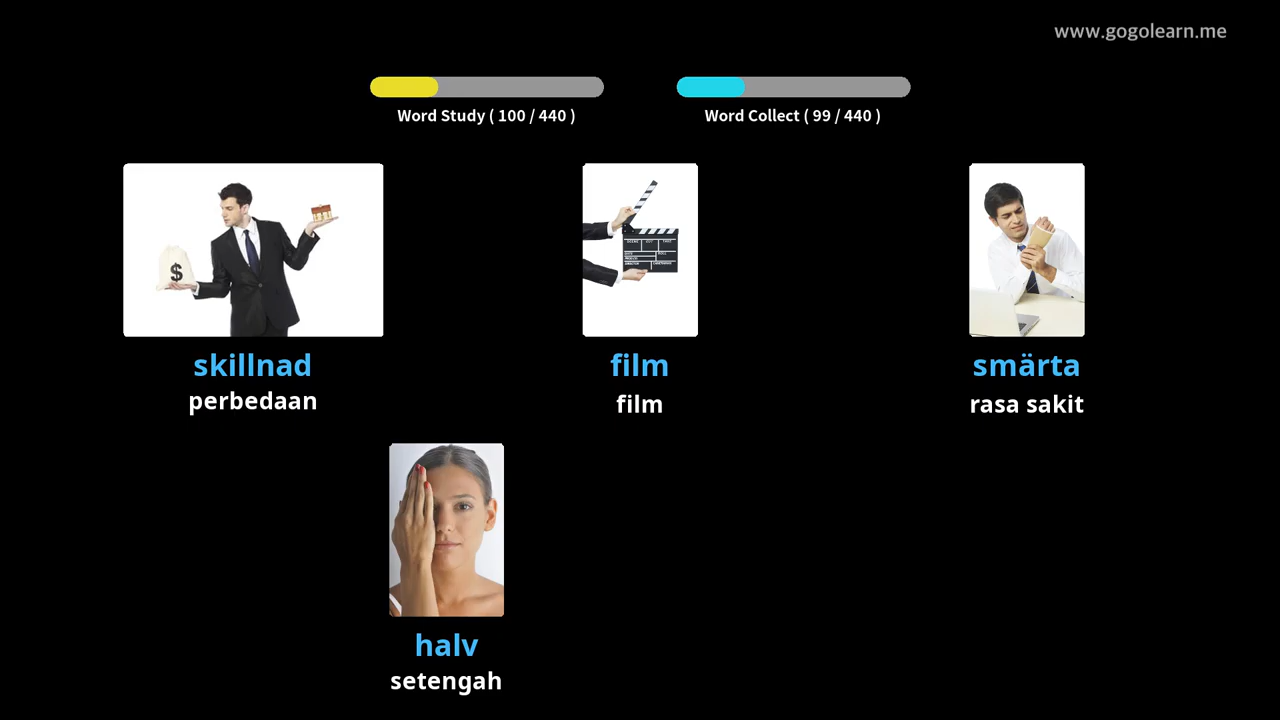 www.gogolearn.me
Word Study ( 100 / 440 )
Word Collect ( 99 / 440 )
$
skillnad
perbedaan
film
film
smärta
rasa sakit
halv
setengah